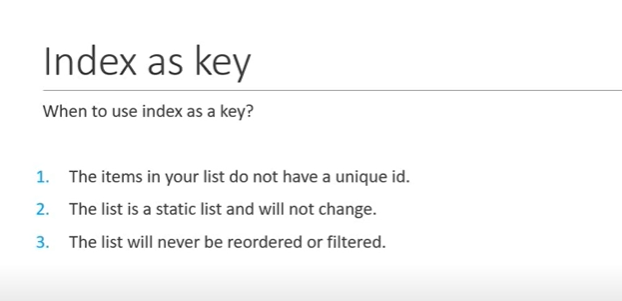 Index as key
When to use index as a key?
1. The items in your list do not have a unique id.
2. The list is a static list and will not change.
3. The list will never be reordered or filtered.